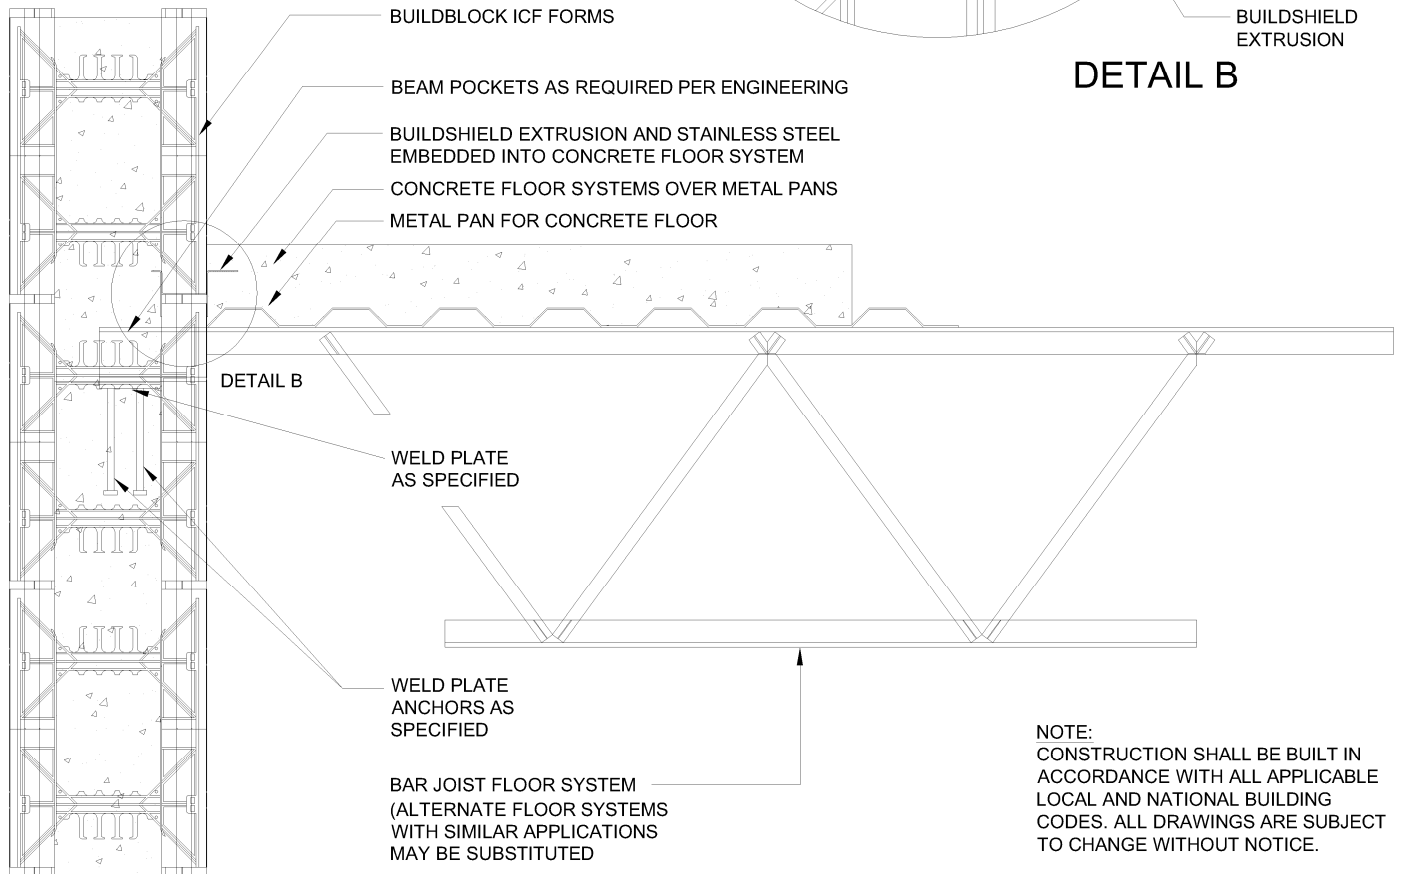 BUILDBLOCK ICF FORMS
BUILDSHIELD
EXTRUSION
DETAIL B
BEAM POCKETS AS REQUIRED PER ENGINEERING
BUILDSHIELD EXTRUSION AND STAINLESS STEEL
EMBEDDED INTO CONCRETE FLOOR SYSTEM
CONCRETE FLOOR SYSTEMS OVER METAL PANS
METAL PAN FOR CONCRETE FLOOR
DETAIL B
WELD PLATE
AS SPECIFIED
WELD PLATE
ANCHORS AS
SPECIFIED
BAR JOIST FLOOR SYSTEM
(ALTERNATE FLOOR SYSTEMS
WITH SIMILAR APPLICATIONS
MAY BE SUBSTITUTED
NOTE:
CONSTRUCTION SHALL BE BUILT IN
ACCORDANCE WITH ALL APPLICABLE
LOCAL AND NATIONAL BUILDING
CODES. ALL DRAWINGS ARE SUBJECT
TO CHANGE WITHOUT NOTICE.